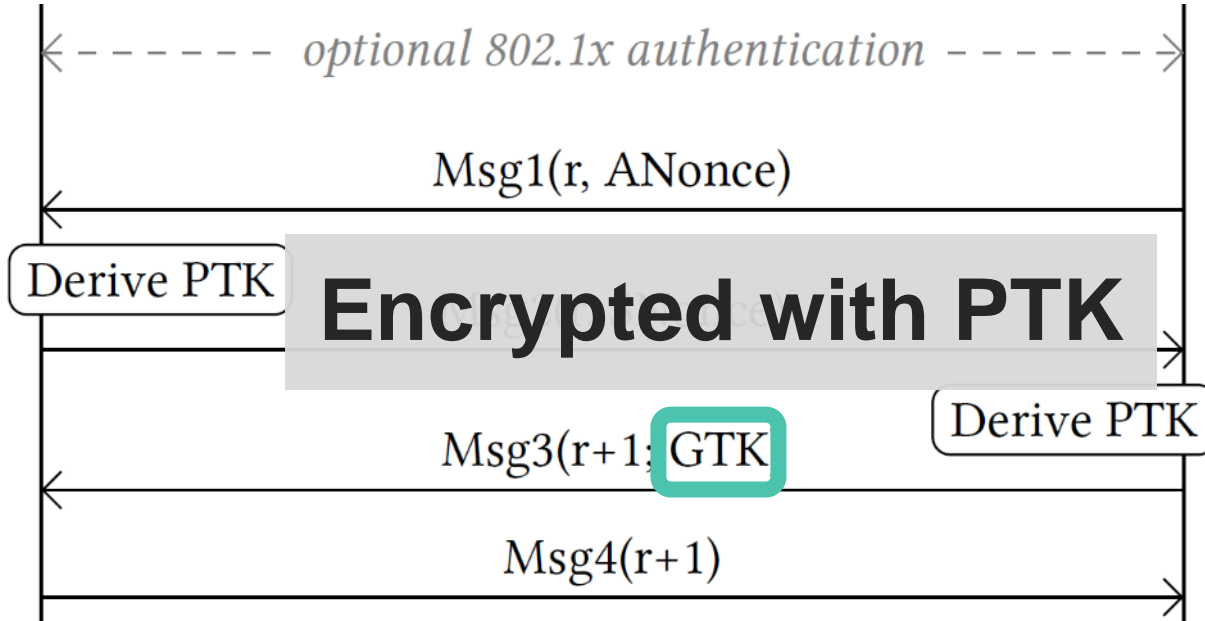 optional 802.1x authentication
Msg1(r, ANonce)
Derive PTK
Encrypted with PTK
Derive PTK
Msg3(r+1; GTK
Msg4(r+1)